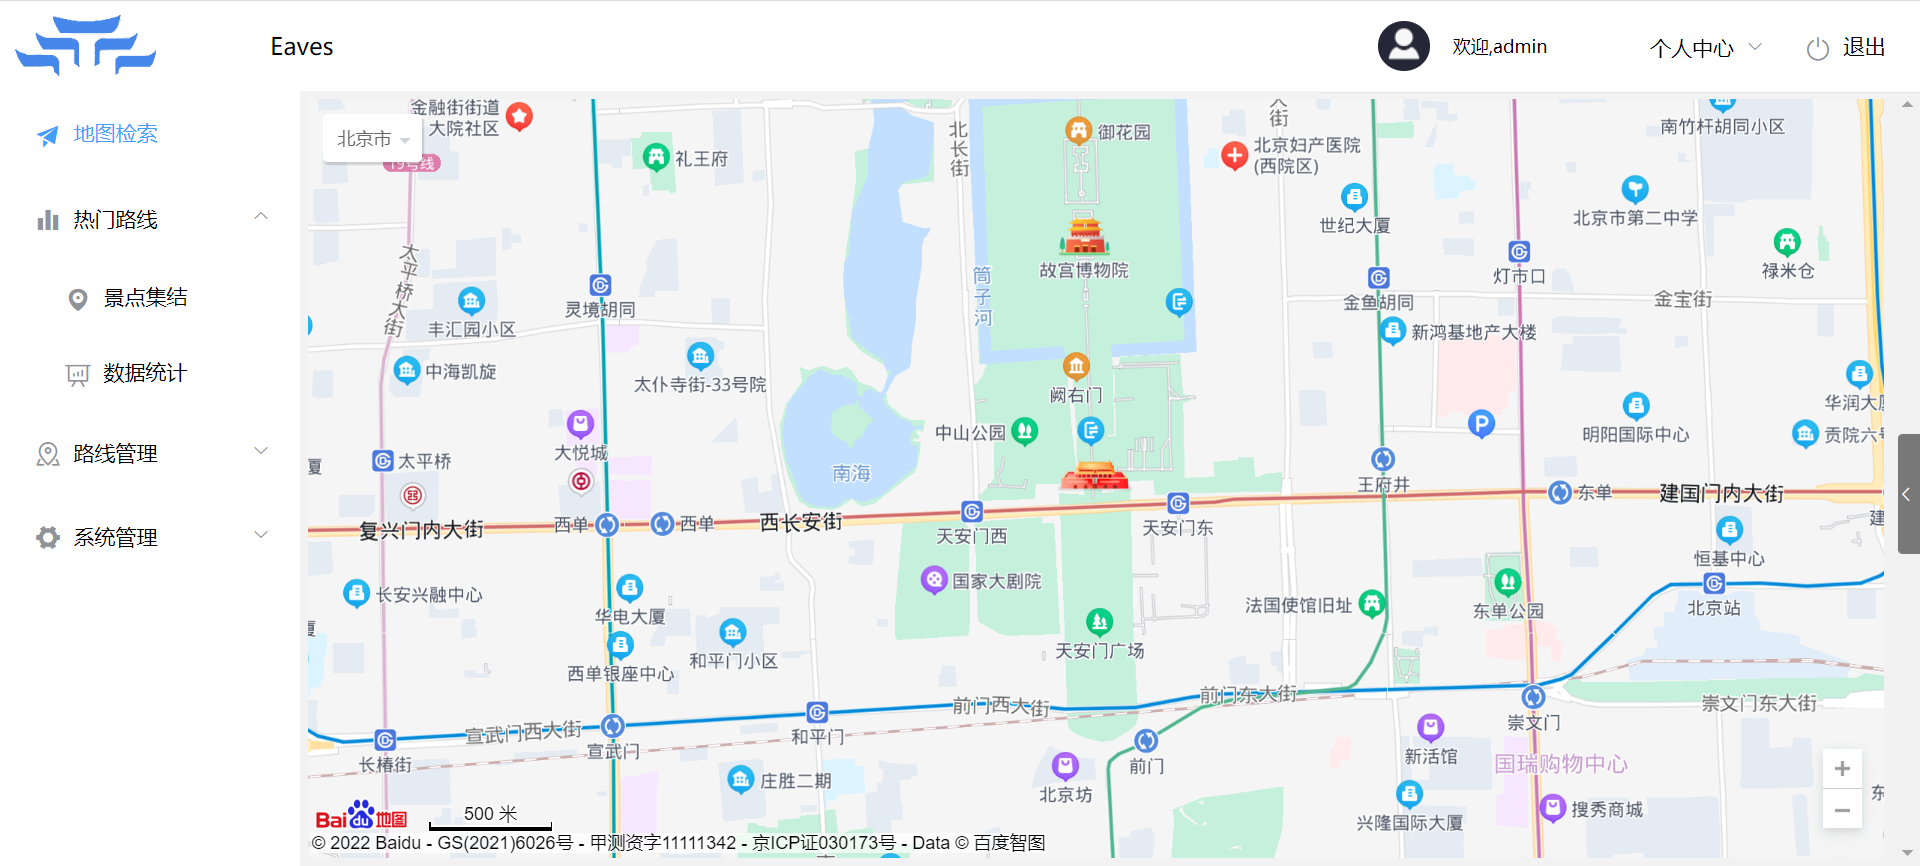 Eaves
欢迎,admin
个人中心
退出
地图检索
热门路线
景点集结
数据统计
路线管理
系统管理
北京市
金融街街道
大院社区
19号线
礼王府
北长街
御花园
北京妇产医院
(西院区)
南竹杆胡同小区
世纪大厦
北京市第二中学
太平桥大街
故宫博物院
灯市口
禄米仓
灵境胡同
丰汇园小区
筒子河
金鱼胡同
金宝街
新鸿基地产大楼
中海凯旋
太仆寺街-33号院
阙右门
华润大厦
大悦城
中山公园
明阳国际中心
贡院六号
太平桥
南海
王府井
东单
建国门内大街
复兴门内大街
西单
西单
西长安街
天安门西
天安门东
恒基中心
长安兴融中心
国家大剧院
华电大厦
法国使馆旧址
东单公园
北京站
和平门小区
天安门广场
西单银座中心
前门西大街
前门东大街
崇文门东大街
宣武门西大街
宣武门
和平门
崇文门
长椿街
前门
新活馆
国瑞购物中心
庄胜二期
北京坊
搜秀商城
兴隆国际大厦
Bai du 地图
500 米
© 2022 Baidu - GS(2021)6026号 - 甲测资字11111342 - 京ICP证030173号 - Data © 百度智图